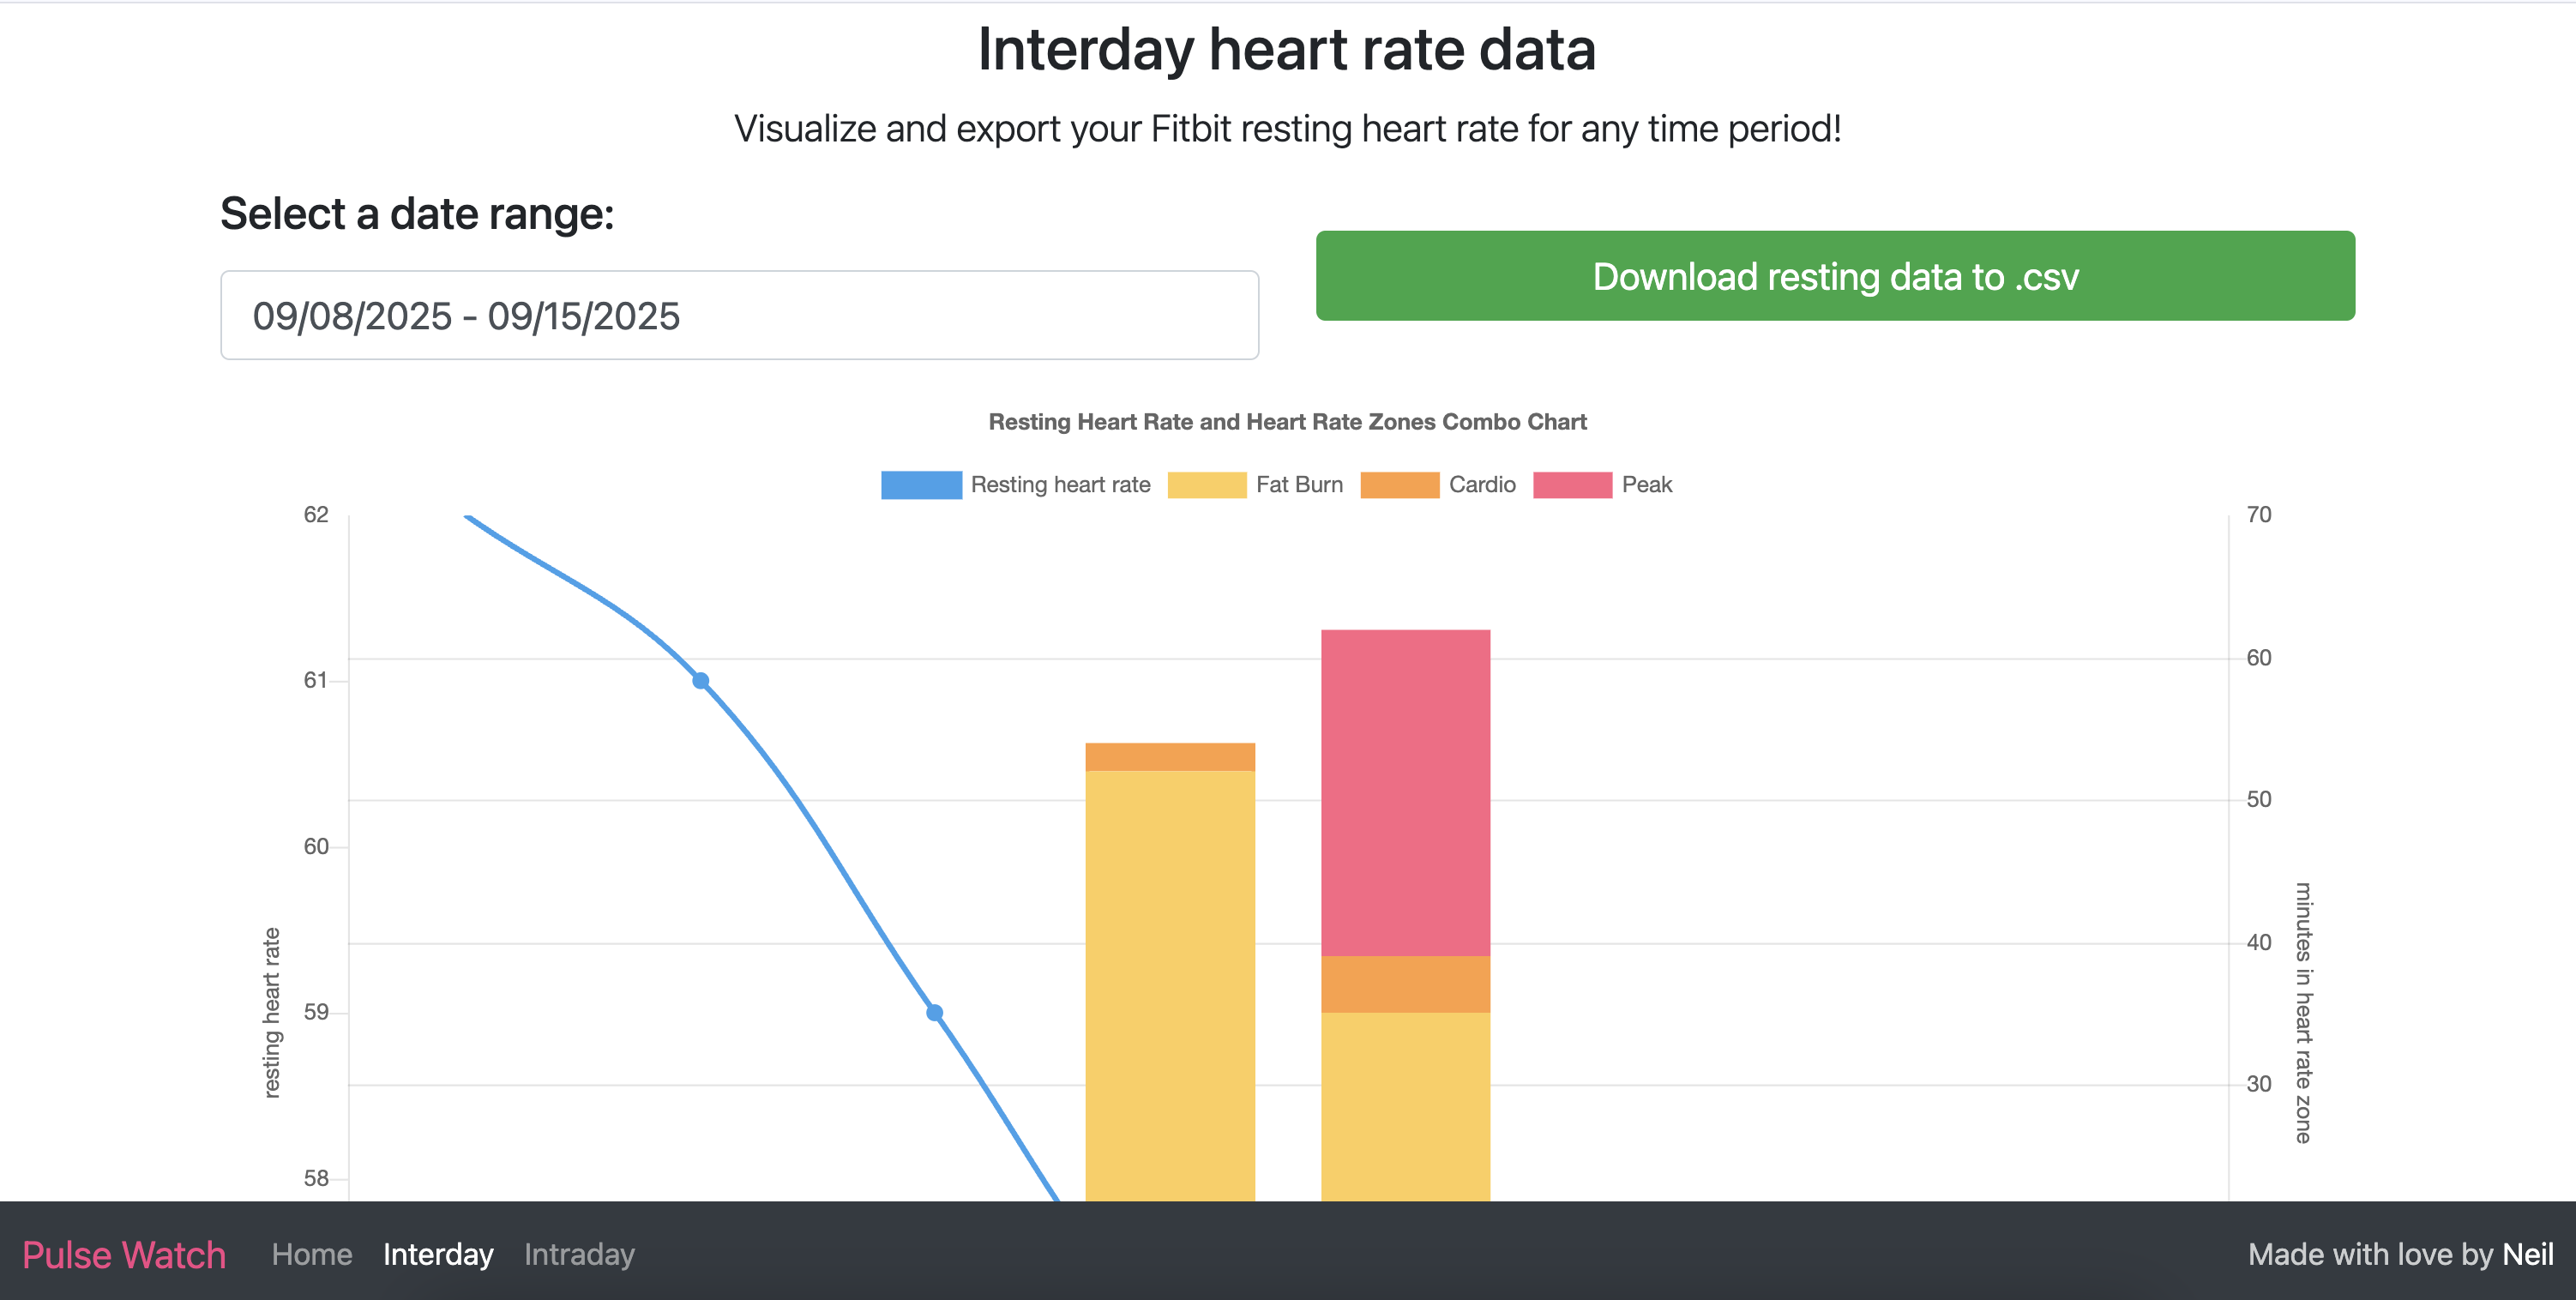 Interday heart rate data
Visualize and export your Fitbit resting heart rate for any time period!
Select a date range:
Download resting data to .csv
09/08/2025 - 09/15/2025
Resting Heart Rate and Heart Rate Zones Combo Chart
Resting heart rate Fat Burn Cardio Peak
62
61
60
59
58
resting heart rate
70
60
50
40
30
minutes in heart rate zone
Pulse Watch Home Interday Intraday Made with love by Neil